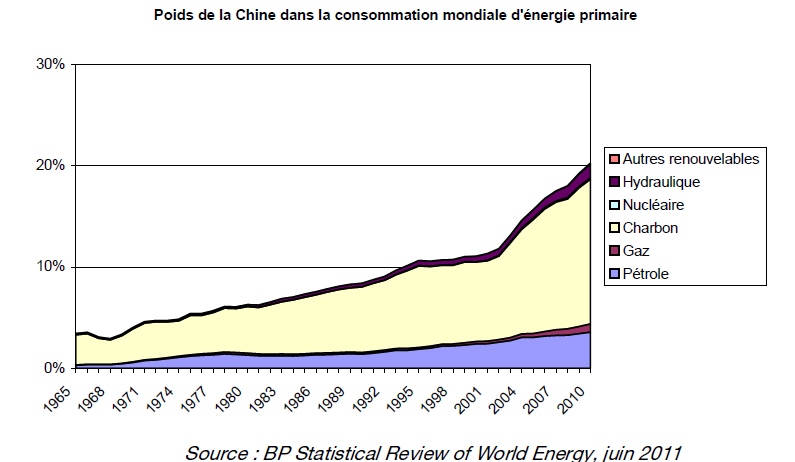 Poids de la Chine dans la consommation mondiale d'énergie primaire
30%
20%
10%
0%
1965
1968
1971
1974
1977
1980
1983
1986
1989
1992
1995
1998
2001
2004
2007
2010
Autres renouvelables
Hydraulique
Nucléaire
Charbon
Gaz
Pétrole
Source : BP Statistical Review of World Energy, juin 2011